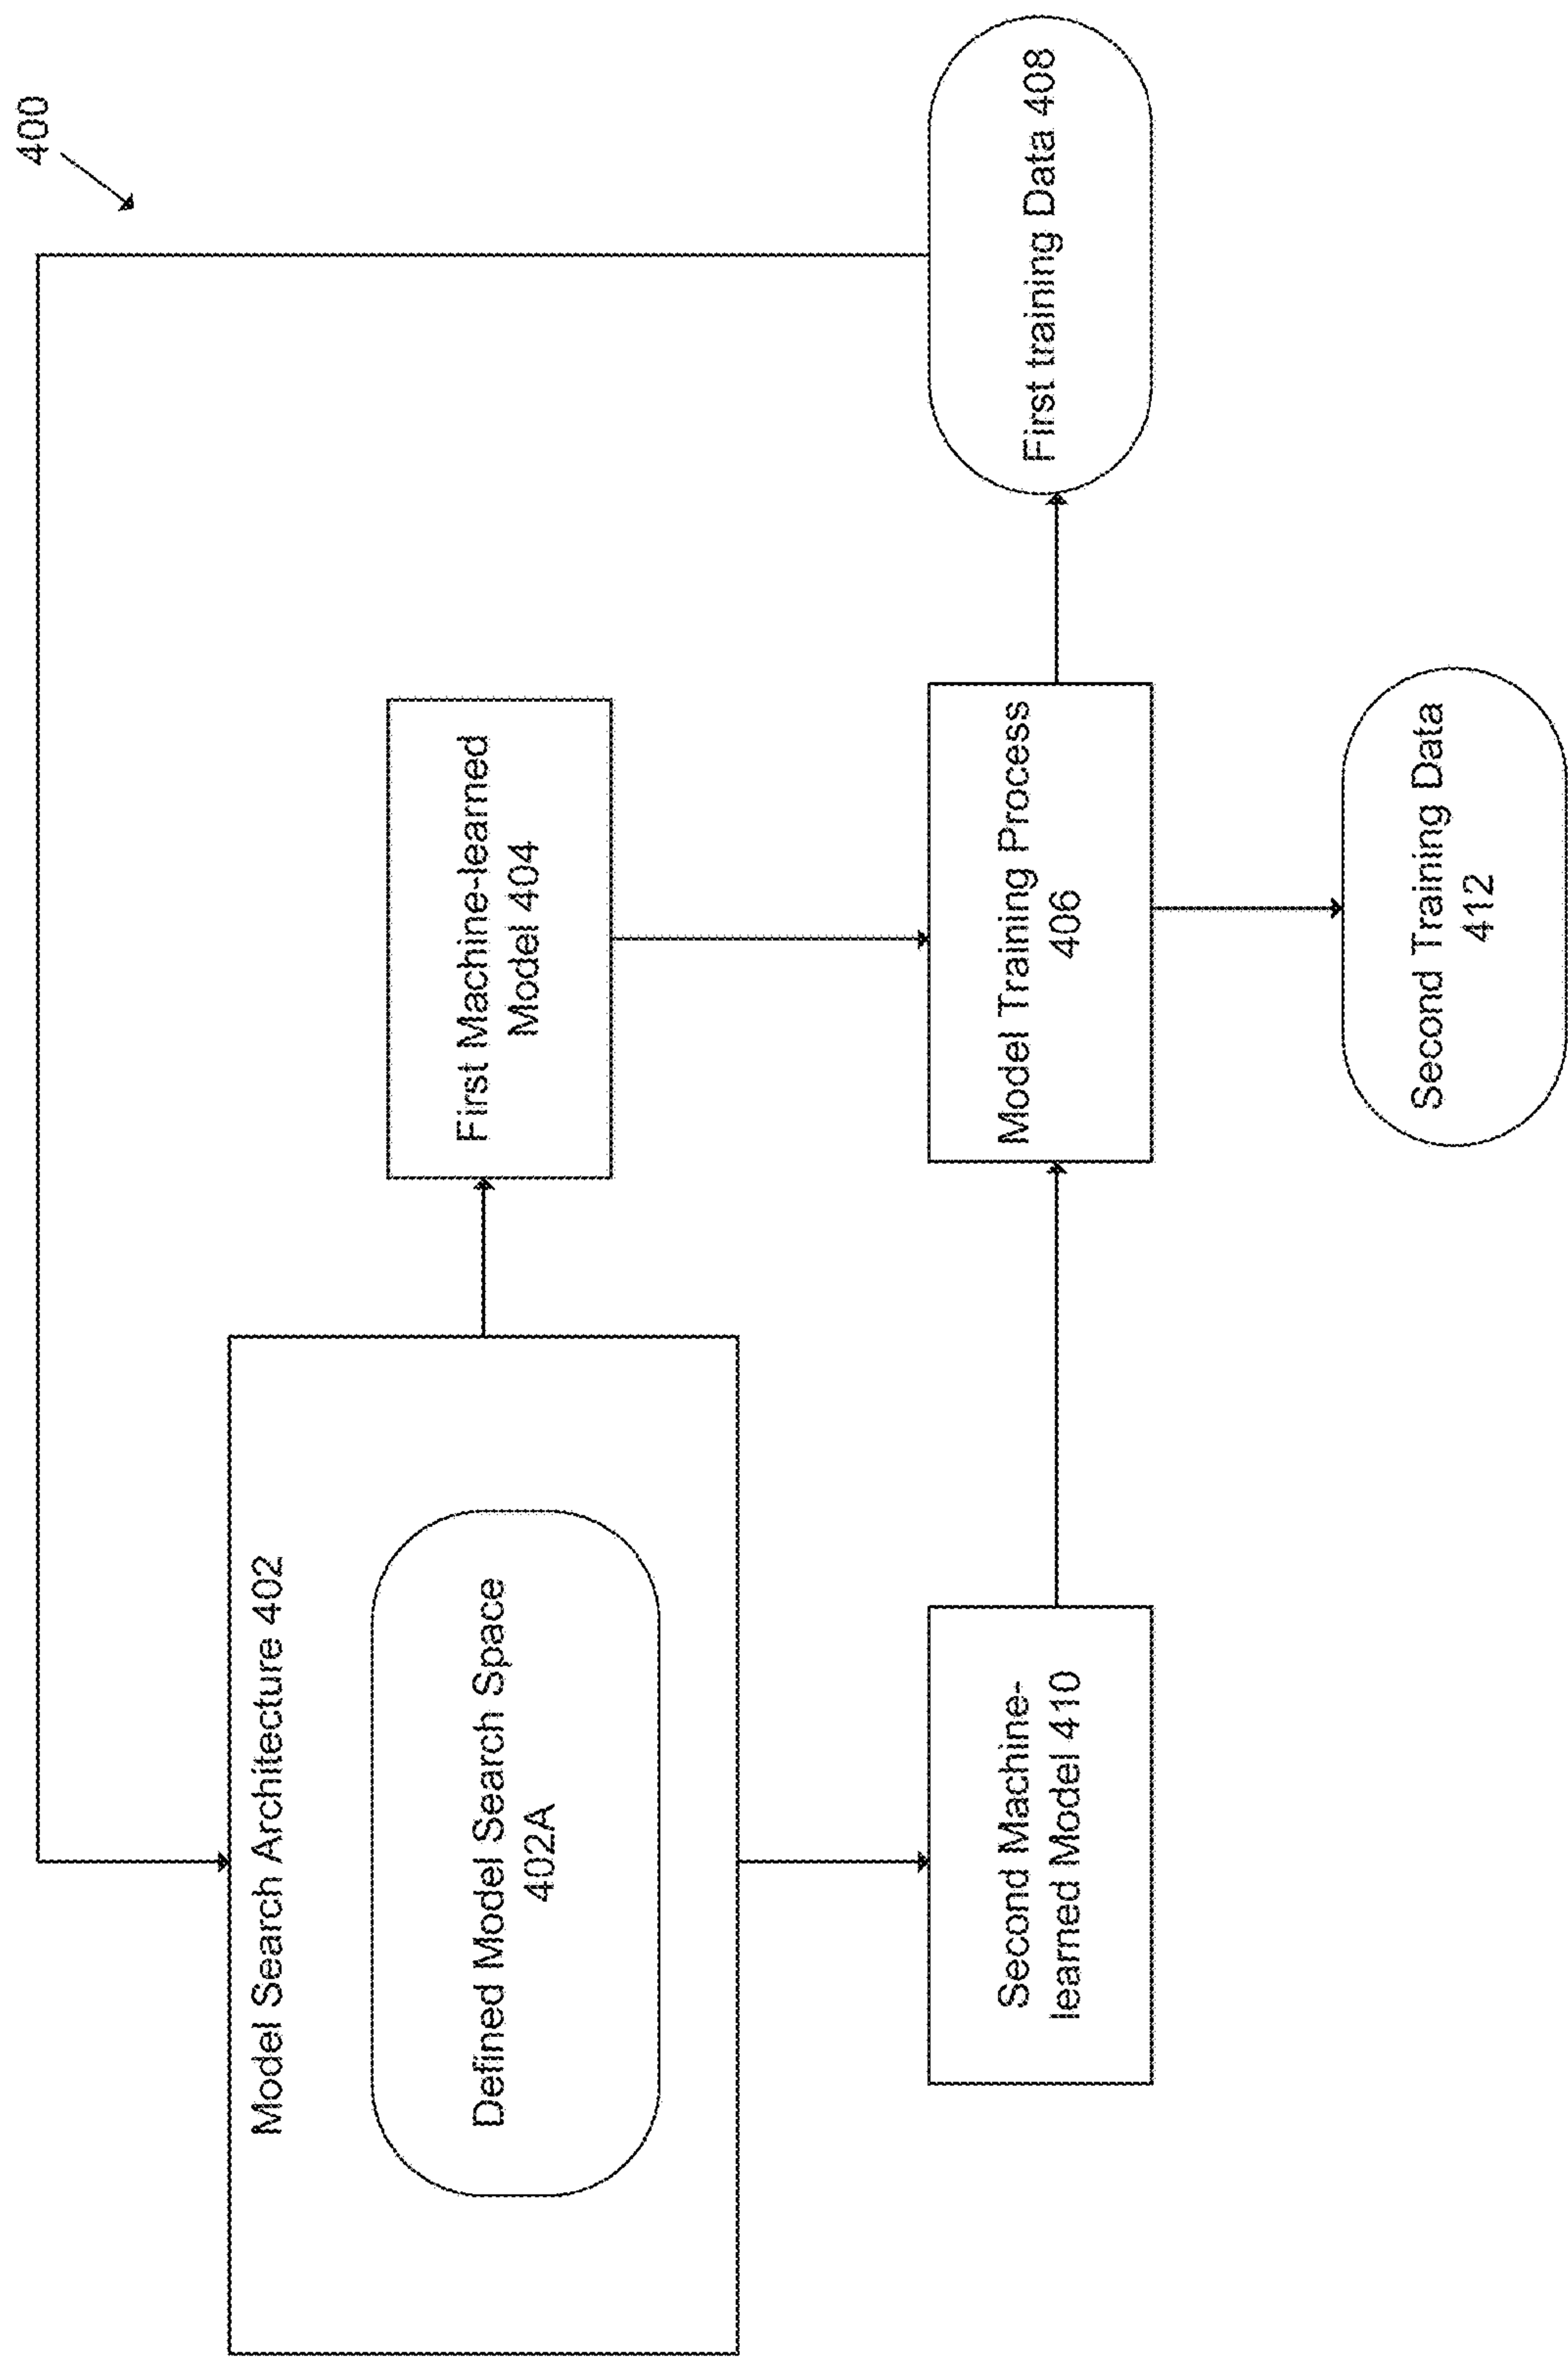 400
Model Search Architecture 402
Defined Model Search Space
402A
First Machine-learned
Model 404
Second Machine-
learned Model 410
Model Training Process
406
First training Data 408
Second Training Data
412